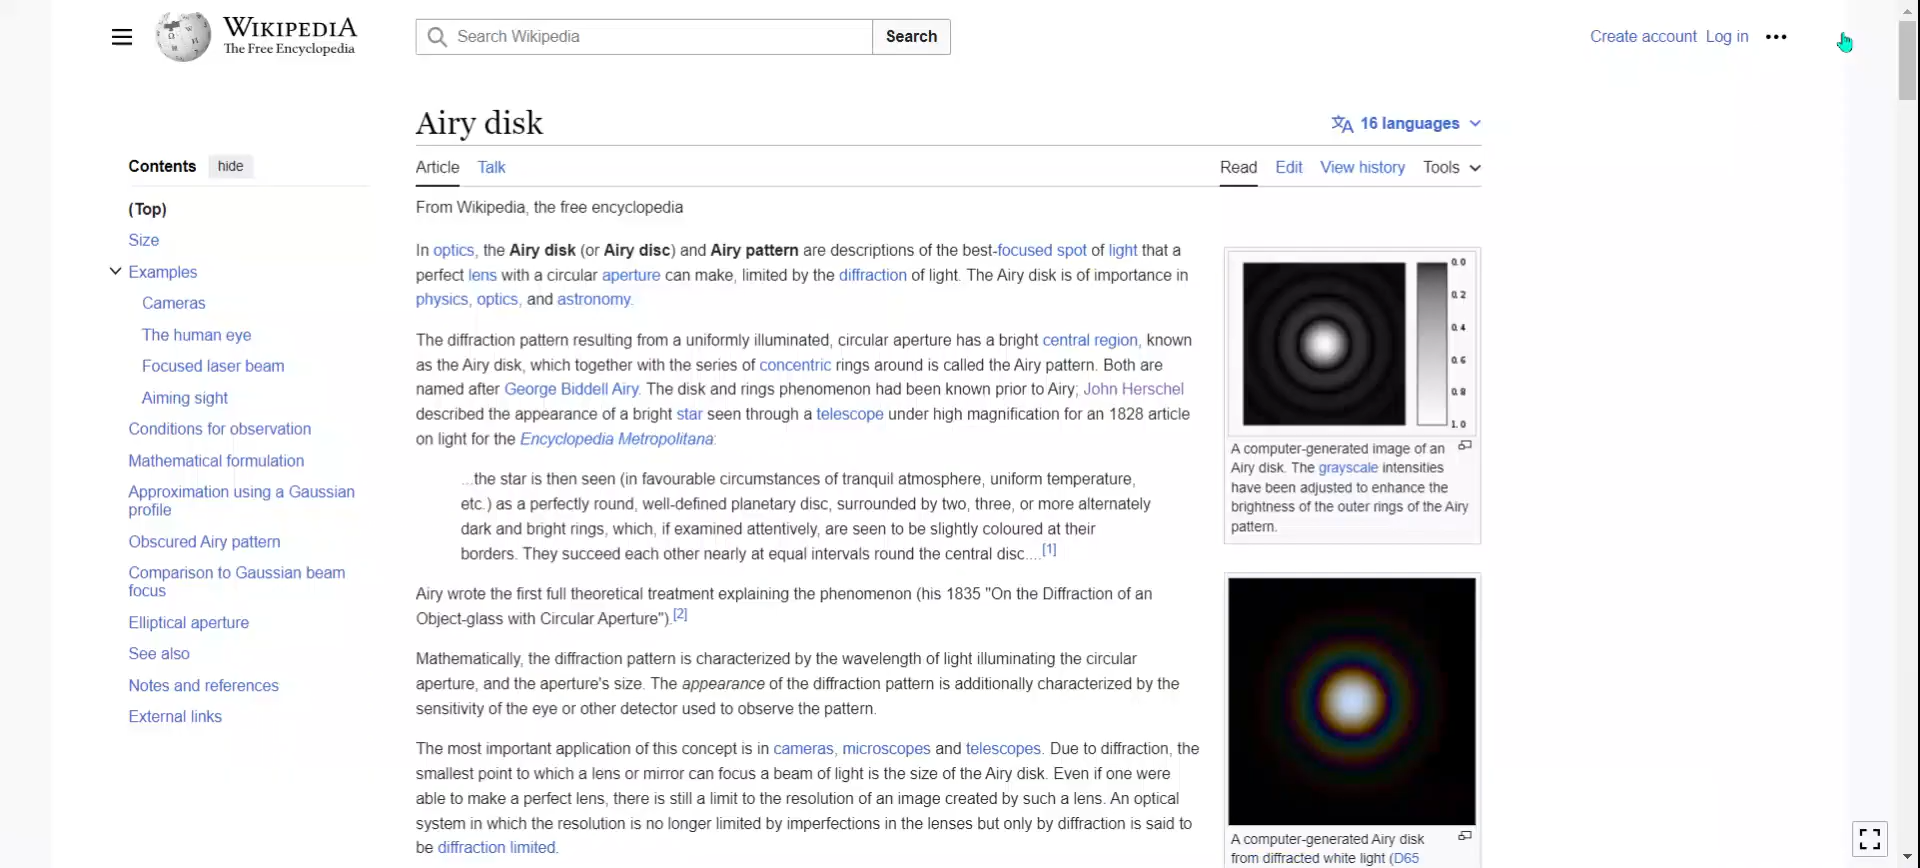 WIKIPEDIA
The Free Encyclopedia
Search Wikipedia
Search
Create account Log in
Airy disk
16 languages
Contents hide
Article Talk
Read Edit View history Tools
(Top)
Size
Examples
Cameras
The human eye
Focused laser beam
Aiming sight
Conditions for observation
Mathematical formulation
Approximation using a Gaussian
profile
Obscured Airy pattern
Comparison to Gaussian beam
focus
Elliptical aperture
See also
Notes and references
External links
From Wikipedia, the free encyclopedia
In optics, the Airy disk (or Airy disc) and Airy pattern are descriptions of the best-focused spot of light that a
perfect lens with a circular aperture can make, limited by the diffraction of light. The Airy disk is of importance in
physics, optics, and astronomy.
The diffraction pattern resulting from a uniformly illuminated, circular aperture has a bright central region, known
as the Airy disk, which together with the series of concentric rings around is called the Airy pattern. Both are
named after George Biddell Airy. The disk and rings phenomenon had been known prior to Airy; John Herschel
described the appearance of a bright star seen through a telescope under high magnification for an 1828 article
on light for the Encyclopedia Metropolitana:
...the star is then seen (in favourable circumstances of tranquil atmosphere, uniform temperature,
etc.) as a perfectly round, well-defined planetary disc, surrounded by two, three, or more alternately
dark and bright rings, which, if examined attentively, are seen to be slightly coloured at their
borders. They succeed each other nearly at equal intervals round the central disc....[1]
Airy wrote the first full theoretical treatment explaining the phenomenon (his 1835 "On the Diffraction of an
Object-glass with Circular Aperture").[2]
Mathematically, the diffraction pattern is characterized by the wavelength of light illuminating the circular
aperture, and the aperture's size. The appearance of the diffraction pattern is additionally characterized by the
sensitivity of the eye or other detector used to observe the pattern.
The most important application of this concept is in cameras, microscopes and telescopes. Due to diffraction, the
smallest point to which a lens or mirror can focus a beam of light is the size of the Airy disk. Even if one were
able to make a perfect lens, there is still a limit to the resolution of an image created by such a lens. An optical
system in which the resolution is no longer limited by imperfections in the lenses but only by diffraction is said to
be diffraction limited.
0.0
0.2
0.4
0.6
0.8
1.0
A computer-generated image of an
Airy disk. The grayscale intensities
have been adjusted to enhance the
brightness of the outer rings of the Airy
pattern.
A computer-generated Airy disk
from diffracted white light (D65